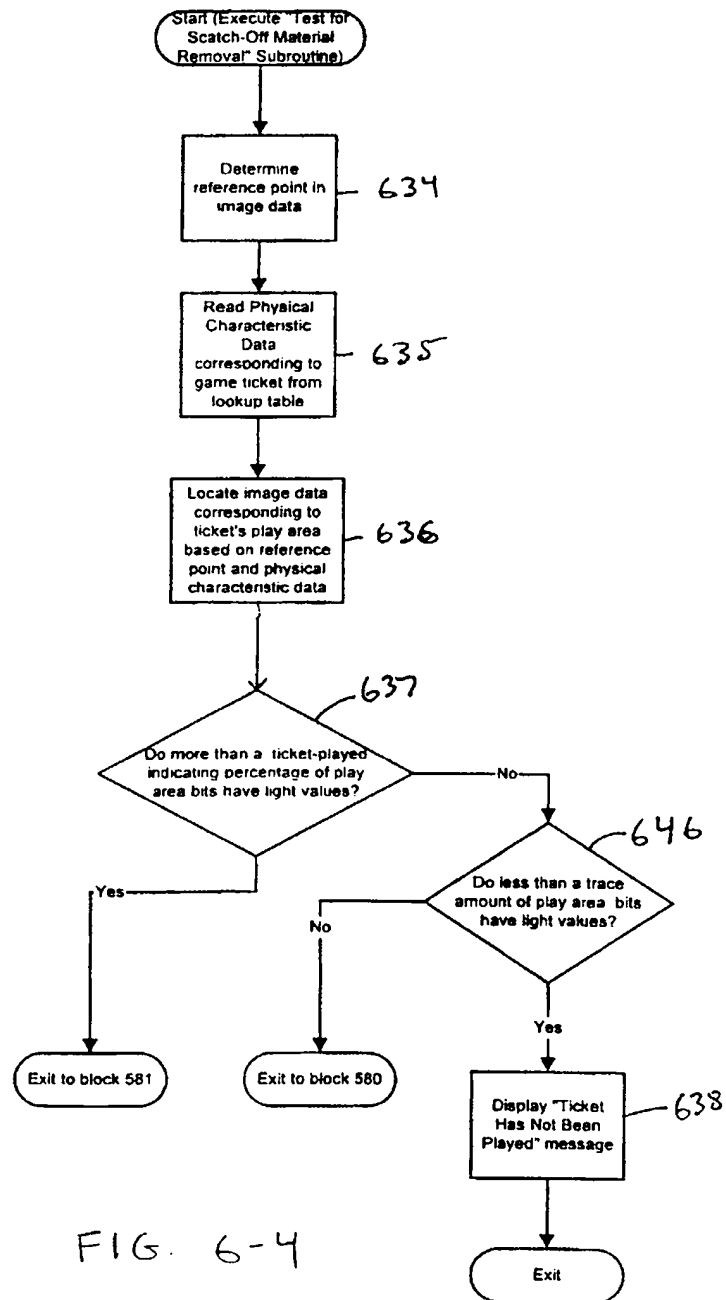 Start (Execute "Test for
Scatch-Off Material
Removal" Subroutine)
Determine
reference point in
image data
634
Read Physical
Characteristic
Data
corresponding to
game ticket from
lookup table
635
Locate image data
corresponding to
ticket's play area
based on reference
point and physical
characteristic data
636
637
Do more than a ticket-played
indicating percentage of play
area bits have light values?
No
646
Do less than a trace
amount of play area bits
have light values?
Yes
No
Yes
Exit to block 581
Exit to block 580
Display "Ticket
Has Not Been
Played" message
638
Exit
FIG. 6-4